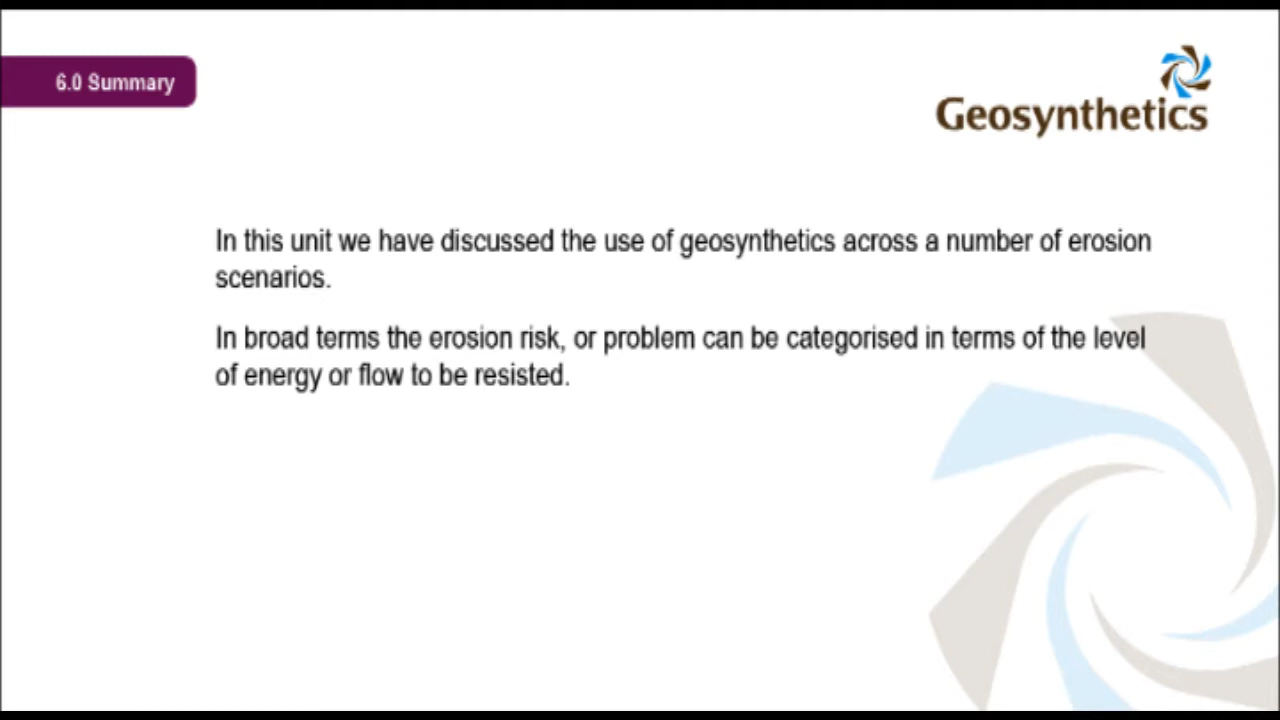 6.0 Summary
Geosynthetics
In this unit we have discussed the use of geosynthetics across a number of erosion
scenarios.
In broad terms the erosion risk, or problem can be categorised in terms of the level
of energy or flow to be resisted.